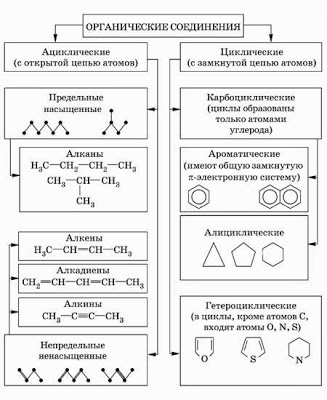 ОРГАНИЧЕСКИЕ СОЕДИНЕНИЯ
Ациклические
(с открытой цепью атомов)
Предельные
насыщенные
Алканы
H₃C—CH₂—CH₂—CH₃
CH₃—CH—CH₃
CH₃
Алкены
H₃C—CH=CH—CH₃
Алкадиены
CH₂=CH—CH=CH—CH₃
Алкины
CH₃—C≡C—CH₃
Непредельные
ненасыщенные
Циклические
(с замкнутой цепью атомов)
Карбоциклические
(циклы образованы
только атомами
углерода)
Ароматические
(имеют общую замкнутую
π-электронную систему)
Алициклические
Гетероциклические
(в циклы, кроме атомов C,
входят атомы O, N, S)
O S N